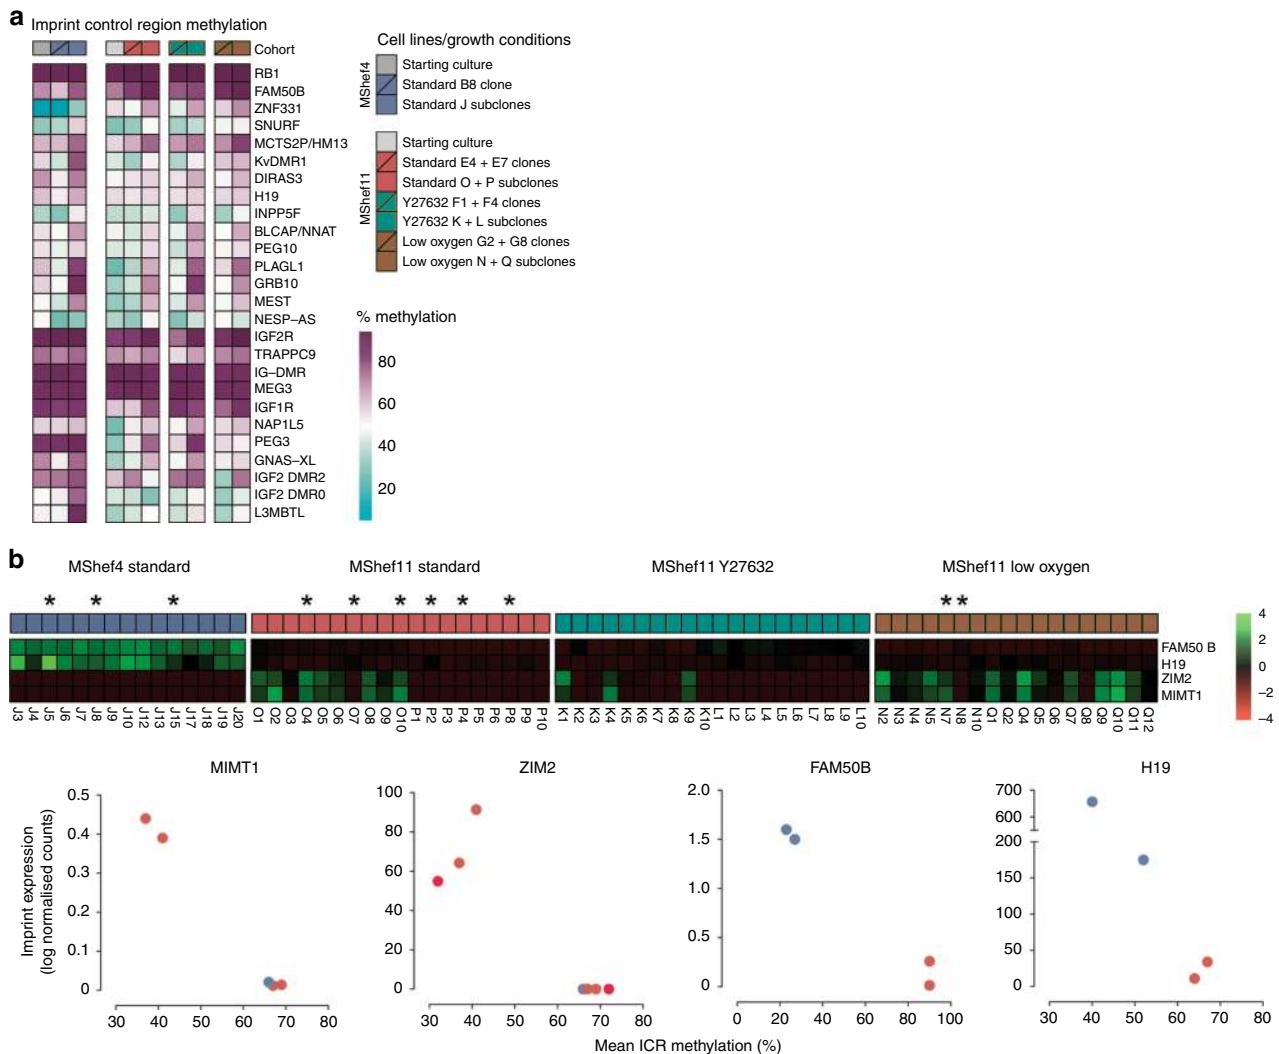 a
Imprint control region methylation
Cohort
RB1
FAM50B
ZNF331
SNURF
MCTS2P/HM13
KvDMR1
DIRAS3
H19
INPP5F
BLCAP/NNAT
PEG10
PLAGL1
GRB10
MEST
NESP–AS
IGF2R
TRAPPC9
IG–DMR
MEG3
IGF1R
NAP1L5
PEG3
GNAS–XL
IGF2 DMR2
IGF2 DMR0
L3MBTL
Cell lines/growth conditions
MShef4
Starting culture
Standard B8 clone
Standard J subclones
MShef11
Starting culture
Standard E4 + E7 clones
Standard O + P subclones
Y27632 F1 + F4 clones
Y27632 K + L subclones
Low oxygen G2 + G8 clones
Low oxygen N + Q subclones
% methylation
80
60
40
20
b
MShef4 standard
MShef11 standard
MShef11 Y27632
MShef11 low oxygen
* * *
* * * * * *
* *
FAM50 B
H19
ZIM2
MIMT1
4
2
0
−2
−4
J3 J4 J5 J6 J7 J8 J9 J10 J12 J13 J15 J17 J18 J19 J20
O1 O2 O3 O4 O5 O6 O7 O8 O9 O10 P1 P2 P3 P4 P5 P6 P8 P9 P10
K1 K2 K3 K4 K5 K6 K7 K8 K9 K10 L1 L2 L3 L4 L5 L6 L7 L8 L9 L10
N2 N3 N4 N5 N7 N8 N10 Q1 Q2 Q4 Q5 Q6 Q7 Q8 Q9 Q10 Q11 Q12
Imprint expression
(log normalised counts)
MIMT1
0.5
0.4
0.3
0.2
0.1
0
30 40 50 60 70 80
ZIM2
100
80
60
40
20
0
30 40 50 60 70 80
FAM50B
2.0
1.5
1.0
0.5
0
0 20 40 60 80 100
H19
700
600
200
150
100
50
0
30 40 50 60 70 80
Mean ICR methylation (%)